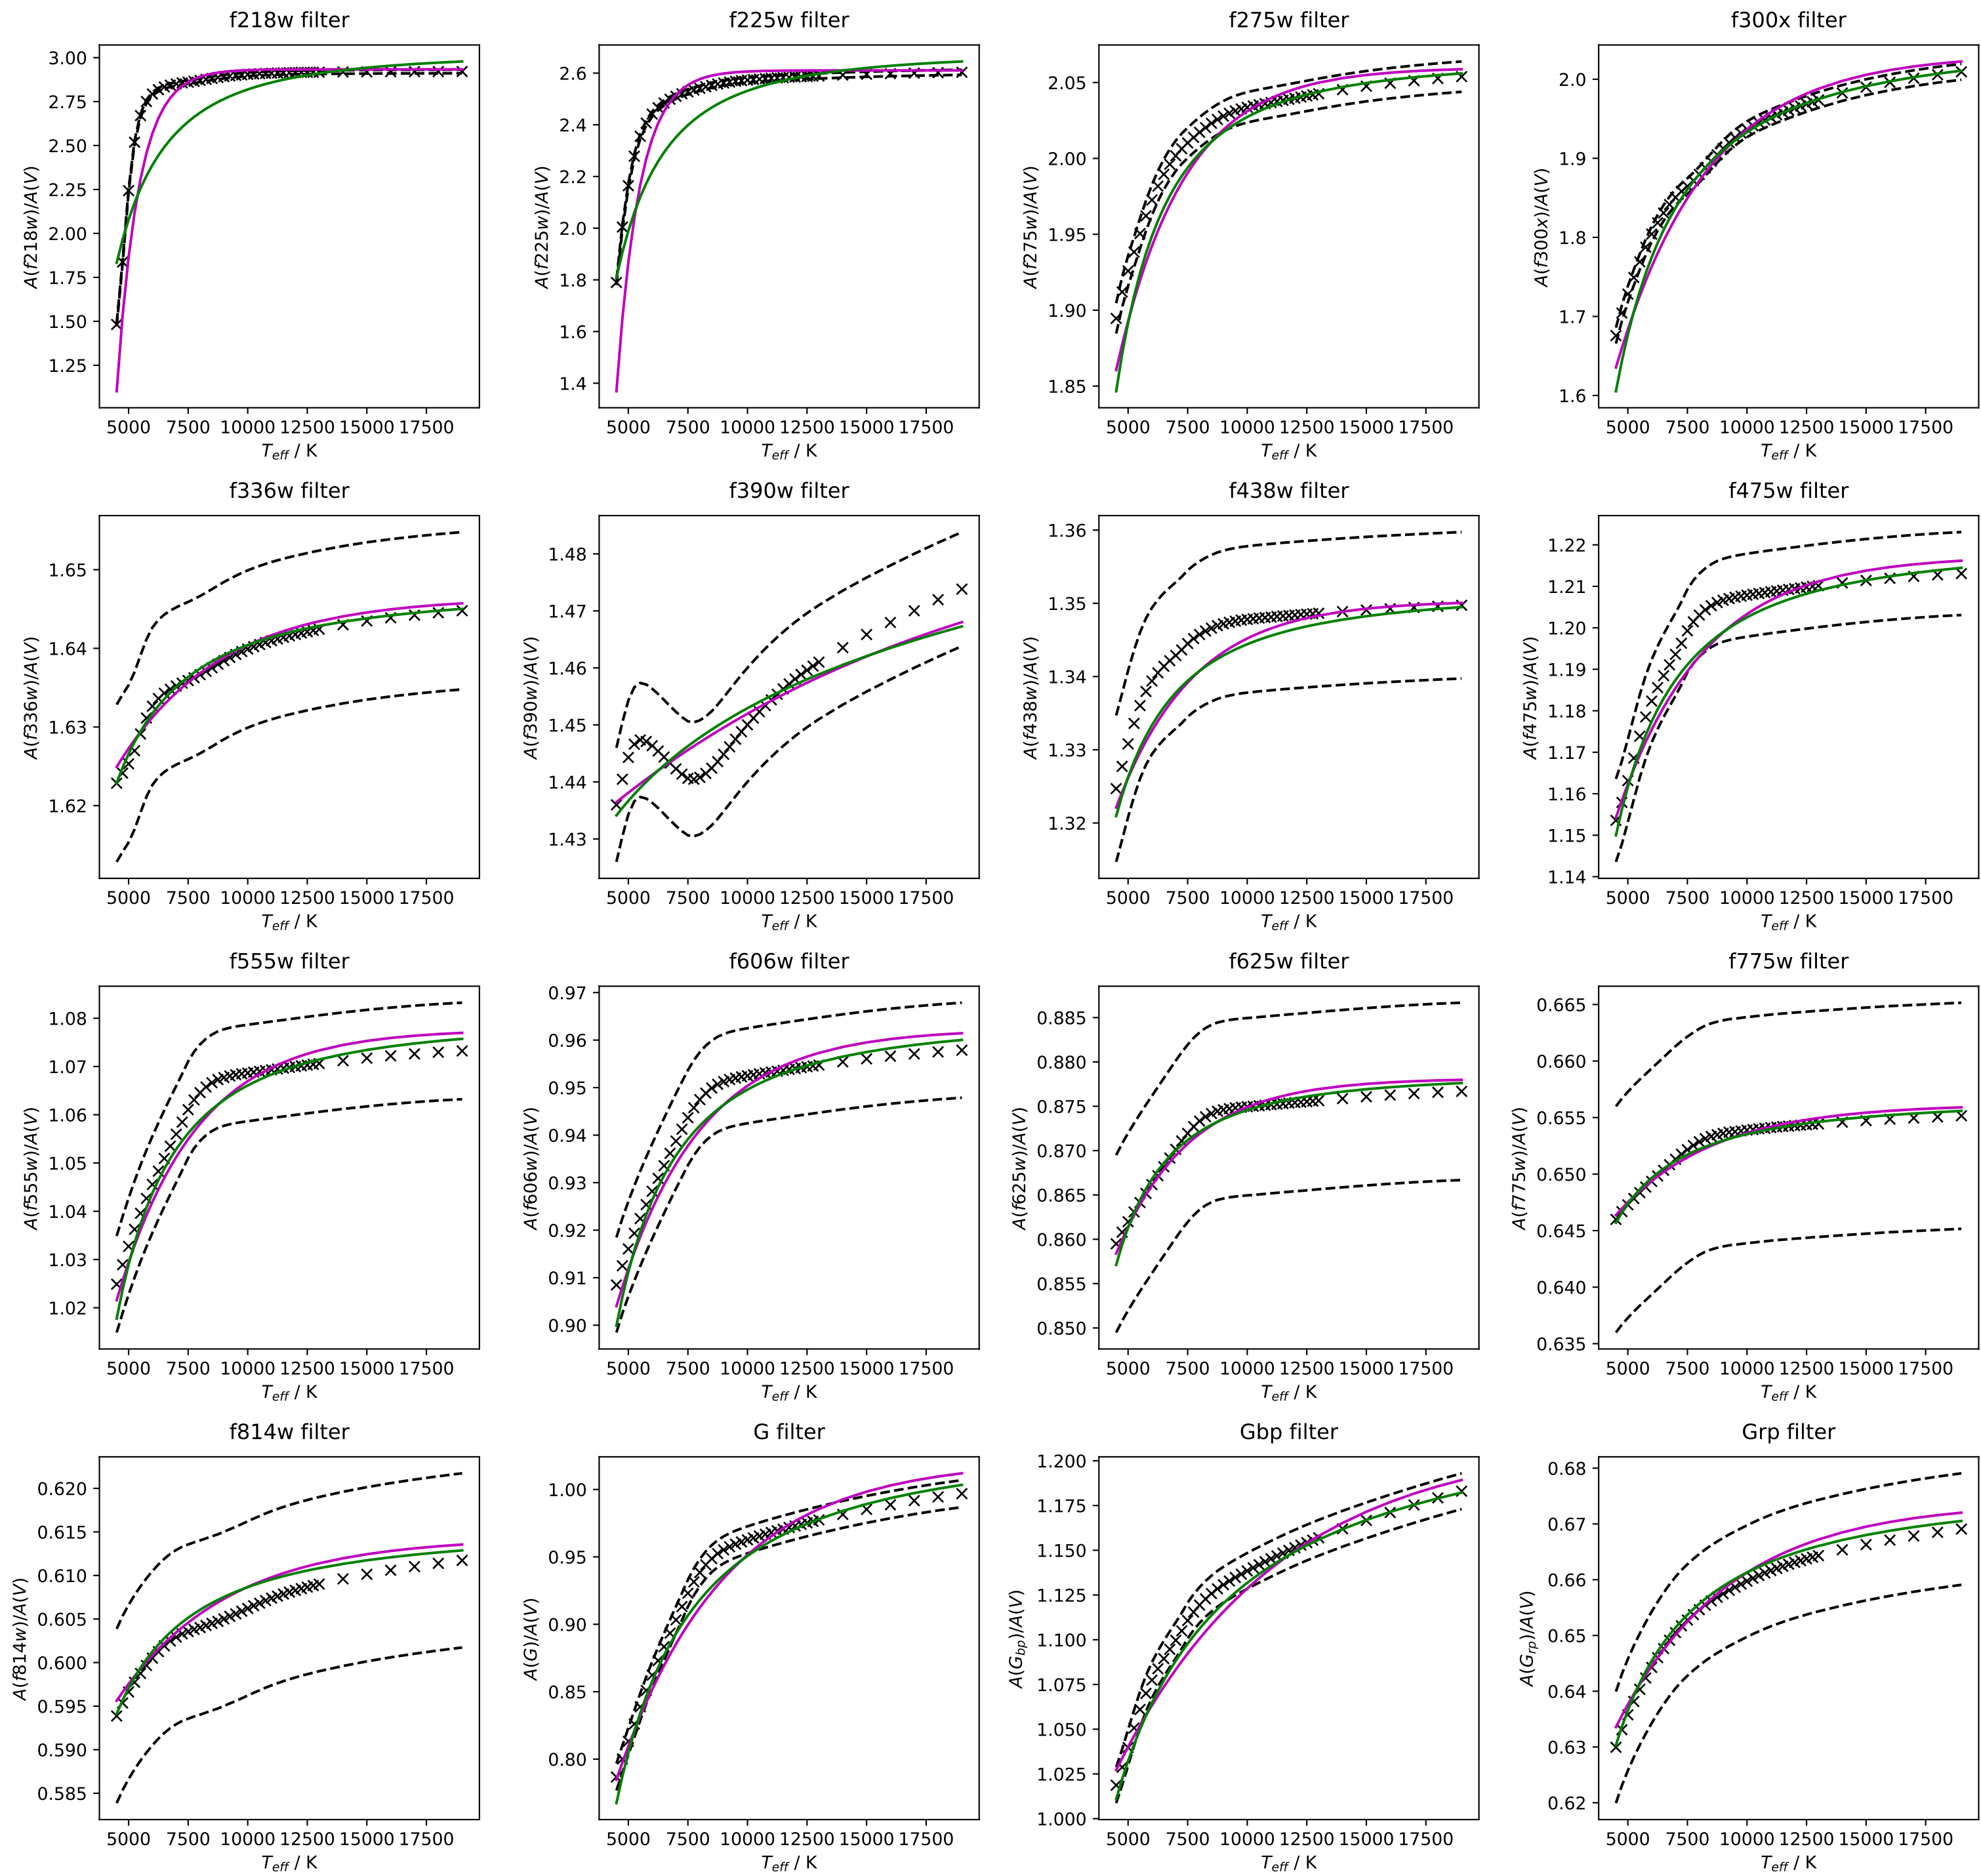 f218w filter f225w filter f275w filter f300x filter
A(f218w)/A(V) 3.00 2.75 2.50 2.25 2.00 1.75 1.50 1.25
A(f225w)/A(V) 2.6 2.4 2.2 2.0 1.8 1.6 1.4
A(f275w)/A(V) 2.05 2.00 1.95 1.90 1.85
A(f300x)/A(V) 2.0 1.9 1.8 1.7 1.6
5000 7500 10000 12500 15000 17500 5000 7500 10000 12500 15000 17500 5000 7500 10000 12500 15000 17500 5000 7500 10000 12500 15000 17500
Teff / K Teff / K Teff / K Teff / K
f336w filter f390w filter f438w filter f475w filter
A(f336w)/A(V) 1.65 1.64 1.63 1.62
A(f390w)/A(V) 1.48 1.47 1.46 1.45 1.44 1.43
A(f438w)/A(V) 1.36 1.35 1.34 1.33 1.32
A(f475w)/A(V) 1.22 1.21 1.20 1.19 1.18 1.17 1.16 1.15 1.14
5000 7500 10000 12500 15000 17500 5000 7500 10000 12500 15000 17500 5000 7500 10000 12500 15000 17500 5000 7500 10000 12500 15000 17500
Teff / K Teff / K Teff / K Teff / K
f555w filter f606w filter f625w filter f775w filter
A(f555w)/A(V) 1.08 1.07 1.06 1.05 1.04 1.03 1.02
A(f606w)/A(V) 0.97 0.96 0.95 0.94 0.93 0.92 0.91 0.90
A(f625w)/A(V) 0.885 0.880 0.875 0.870 0.865 0.860 0.855 0.850
A(f775w)/A(V) 0.665 0.660 0.655 0.650 0.645 0.640 0.635
5000 7500 10000 12500 15000 17500 5000 7500 10000 12500 15000 17500 5000 7500 10000 12500 15000 17500 5000 7500 10000 12500 15000 17500
Teff / K Teff / K Teff / K Teff / K
f814w filter G filter Gbp filter Grp filter
A(f814w)/A(V) 0.620 0.615 0.610 0.605 0.600 0.595 0.590 0.585
A(G)/A(V) 1.00 0.95 0.90 0.85 0.80
A(Gbp)/A(V) 1.200 1.175 1.150 1.125 1.100 1.075 1.050 1.025 1.000
A(Grp)/A(V) 0.68 0.67 0.66 0.65 0.64 0.63 0.62
5000 7500 10000 12500 15000 17500 5000 7500 10000 12500 15000 17500 5000 7500 10000 12500 15000 17500 5000 7500 10000 12500 15000 17500
Teff / K Teff / K Teff / K Teff / K